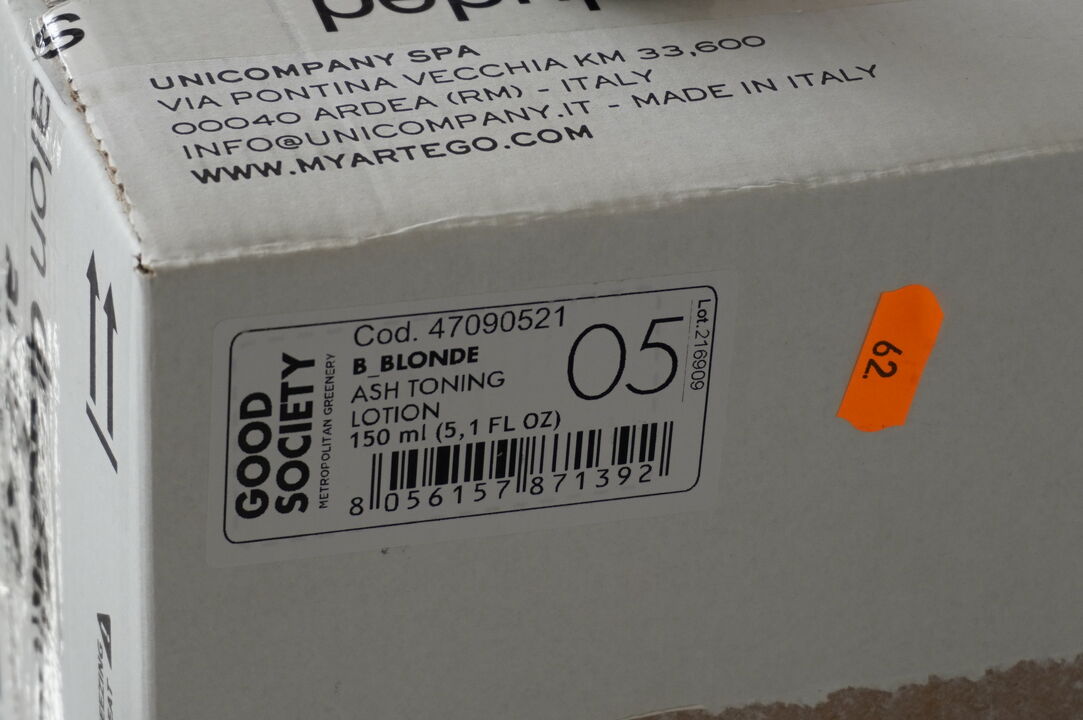 UNICOMPANY SPA
VIA PONTINA VECCHIA KM 33,600
00040 ARDEA (RM) - ITALY
INFO@UNICOMPANY.IT - MADE IN ITALY
WWW.MYARTEGO.COM
GOOD
SOCIETY
METROPOLITAN GREENERY
Cod. 47090521
B_BLONDE
ASH TONING
LOTION
150 ml (5,1 FL OZ)
05
Lot.216909
8 056157 871392
62.